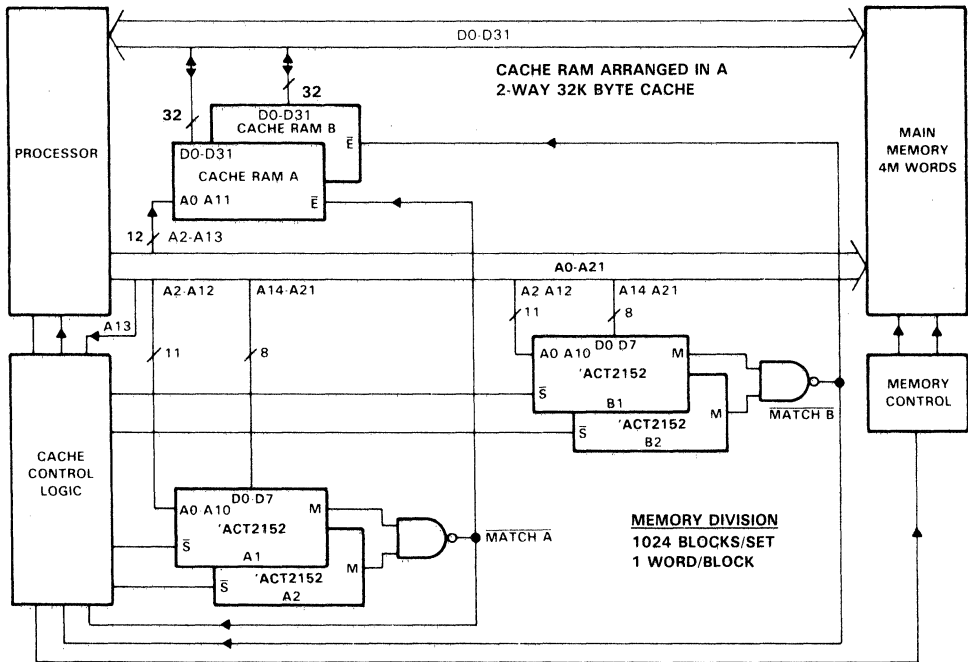 D0-D31
CACHE RAM ARRANGED IN A
2-WAY 32K BYTE CACHE
32
32
D0-D31
CACHE RAM B
E̅
D0-D31
CACHE RAM A
A0 A11
E̅
PROCESSOR
MAIN
MEMORY
4M WORDS
12
A2-A13
A0-A21
A13
A2-A12
A14-A21
A2 A12
A14 A21
11
8
11
8
D0 D7
A0 A10
M
'ACT2152
S̅
B1
'ACT2152
M
S̅
B2
MATCH B
MEMORY
CONTROL
CACHE
CONTROL
LOGIC
D0-D7
A0 A10
M
'ACT2152
S̅
A1
'ACT2152
M
S̅
A2
MATCH A
MEMORY DIVISION
1024 BLOCKS/SET
1 WORD/BLOCK